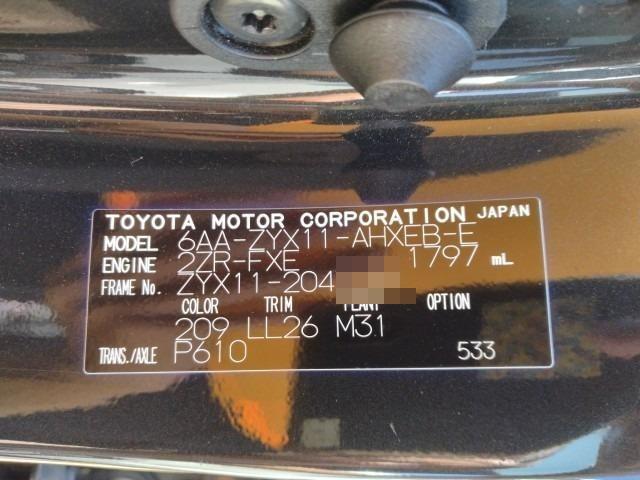 TOYOTA MOTOR CORPORATION JAPAN
MODEL 6AA-ZYX11-AHXEB-E
ENGINE 2ZR-FXE 1797 mL
FRAME No. ZYX11-204
COLOR TRIM PLANT OPTION
209 LL26 M31
TRANS./AXLE P610 533